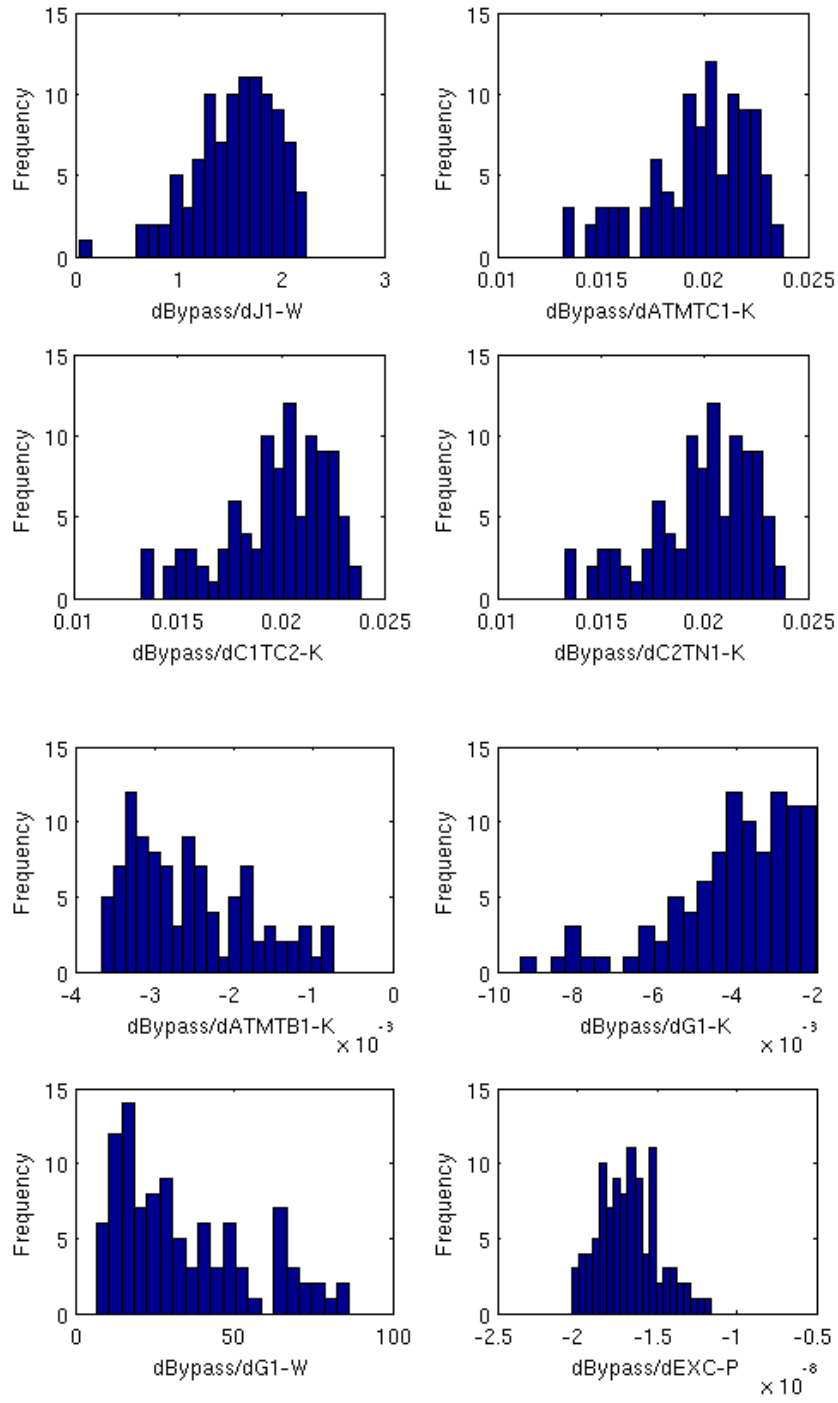 15
10
5
0
Frequency
0 1 2 3
dBypass/dJ1-W
15
10
5
0
Frequency
0.01 0.015 0.02 0.025
dBypass/dATMTC1-K
15
10
5
0
Frequency
0.01 0.015 0.02 0.025
dBypass/dC1TC2-K
15
10
5
0
Frequency
0.01 0.015 0.02 0.025
dBypass/dC2TN1-K
15
10
5
0
Frequency
-4 -3 -2 -1 0
dBypass/dATMTB1-K
× 10^-3
15
10
5
0
Frequency
-10 -8 -6 -4 -2
dBypass/dG1-K
× 10^-3
15
10
5
0
Frequency
0 50 100
dBypass/dG1-W
15
10
5
0
Frequency
-2.5 -2 -1.5 -1 -0.5
dBypass/dEXC-P
× 10^-8